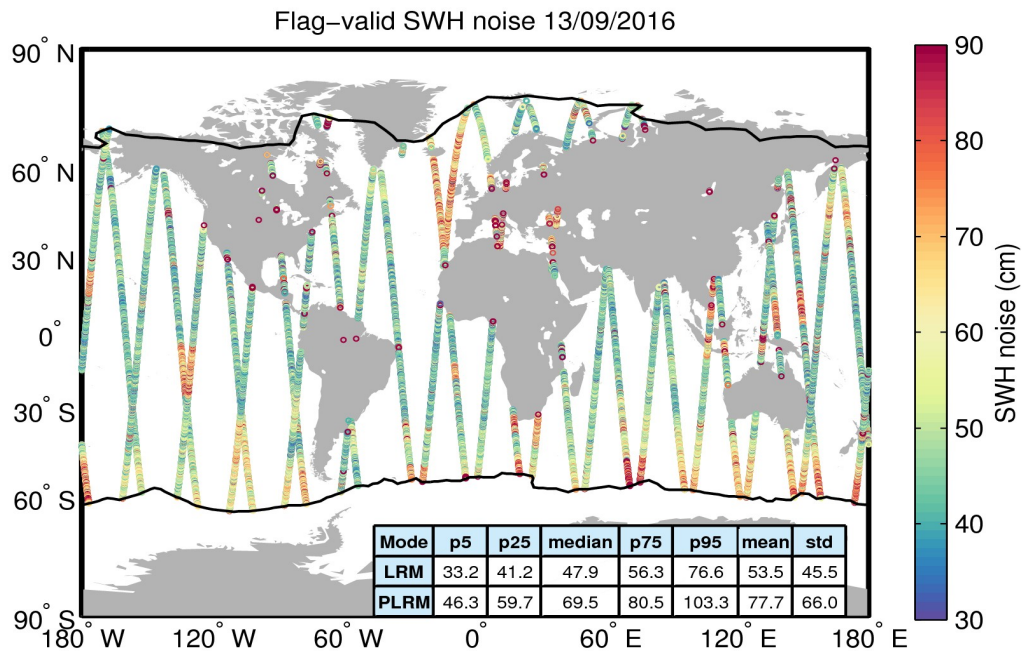 Flag−valid SWH noise 13/09/2016
90° N
60° N
30° N
0°
30° S
60° S
90° S
180° W
120° W
60° W
0°
60° E
120° E
180° E
Mode p5 p25 median p75 p95 mean std
LRM 33.2 41.2 47.9 56.3 76.6 53.5 45.5
PLRM 46.3 59.7 69.5 80.5 103.3 77.7 66.0
90
80
70
60
50
40
30
SWH noise (cm)